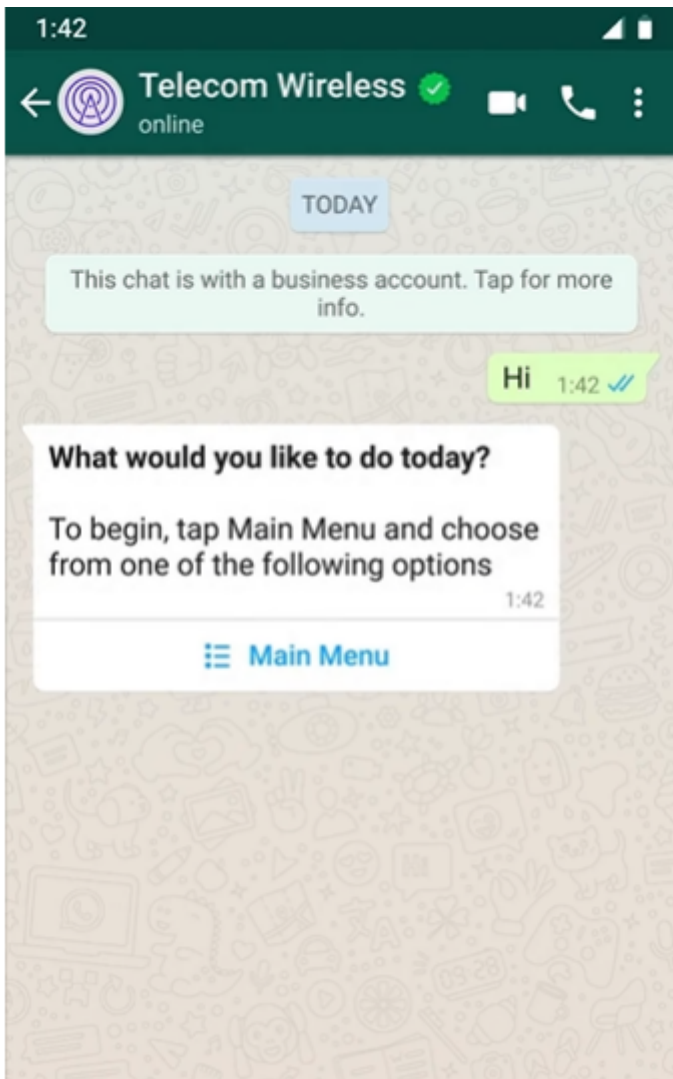 1:42
Telecom Wireless
online
TODAY
This chat is with a business account. Tap for more
info.
Hi 1:42
What would you like to do today?
To begin, tap Main Menu and choose
from one of the following options
1:42
Main Menu